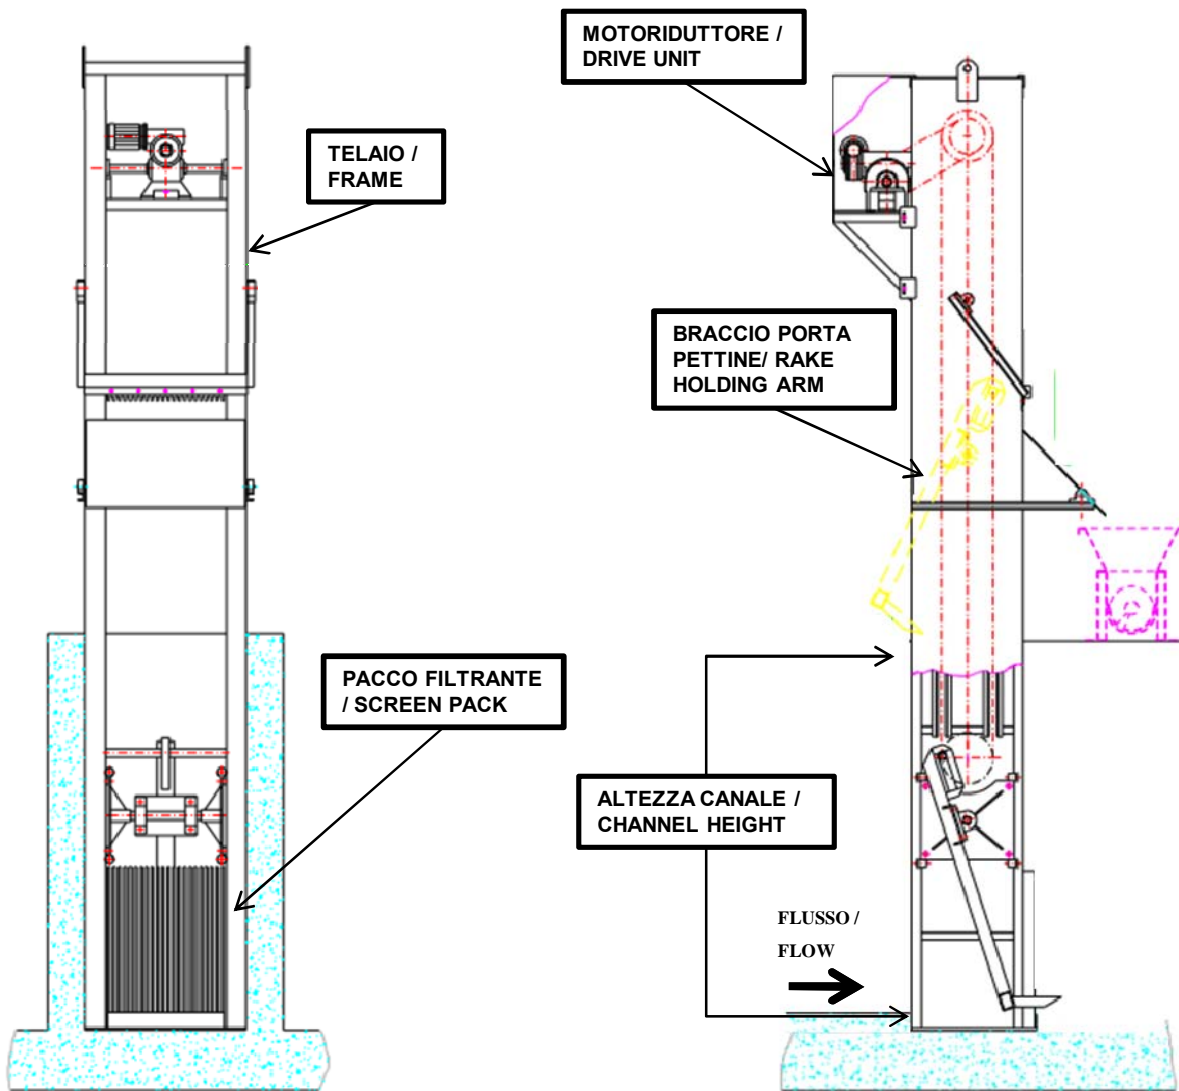 MOTORIDUTTORE /
DRIVE UNIT
TELAIO /
FRAME
BRACCIO PORTA
PETTINE/ RAKE
HOLDING ARM
PACCO FILTRANTE
/ SCREEN PACK
ALTEZZA CANALE /
CHANNEL HEIGHT
FLUSSO /
FLOW